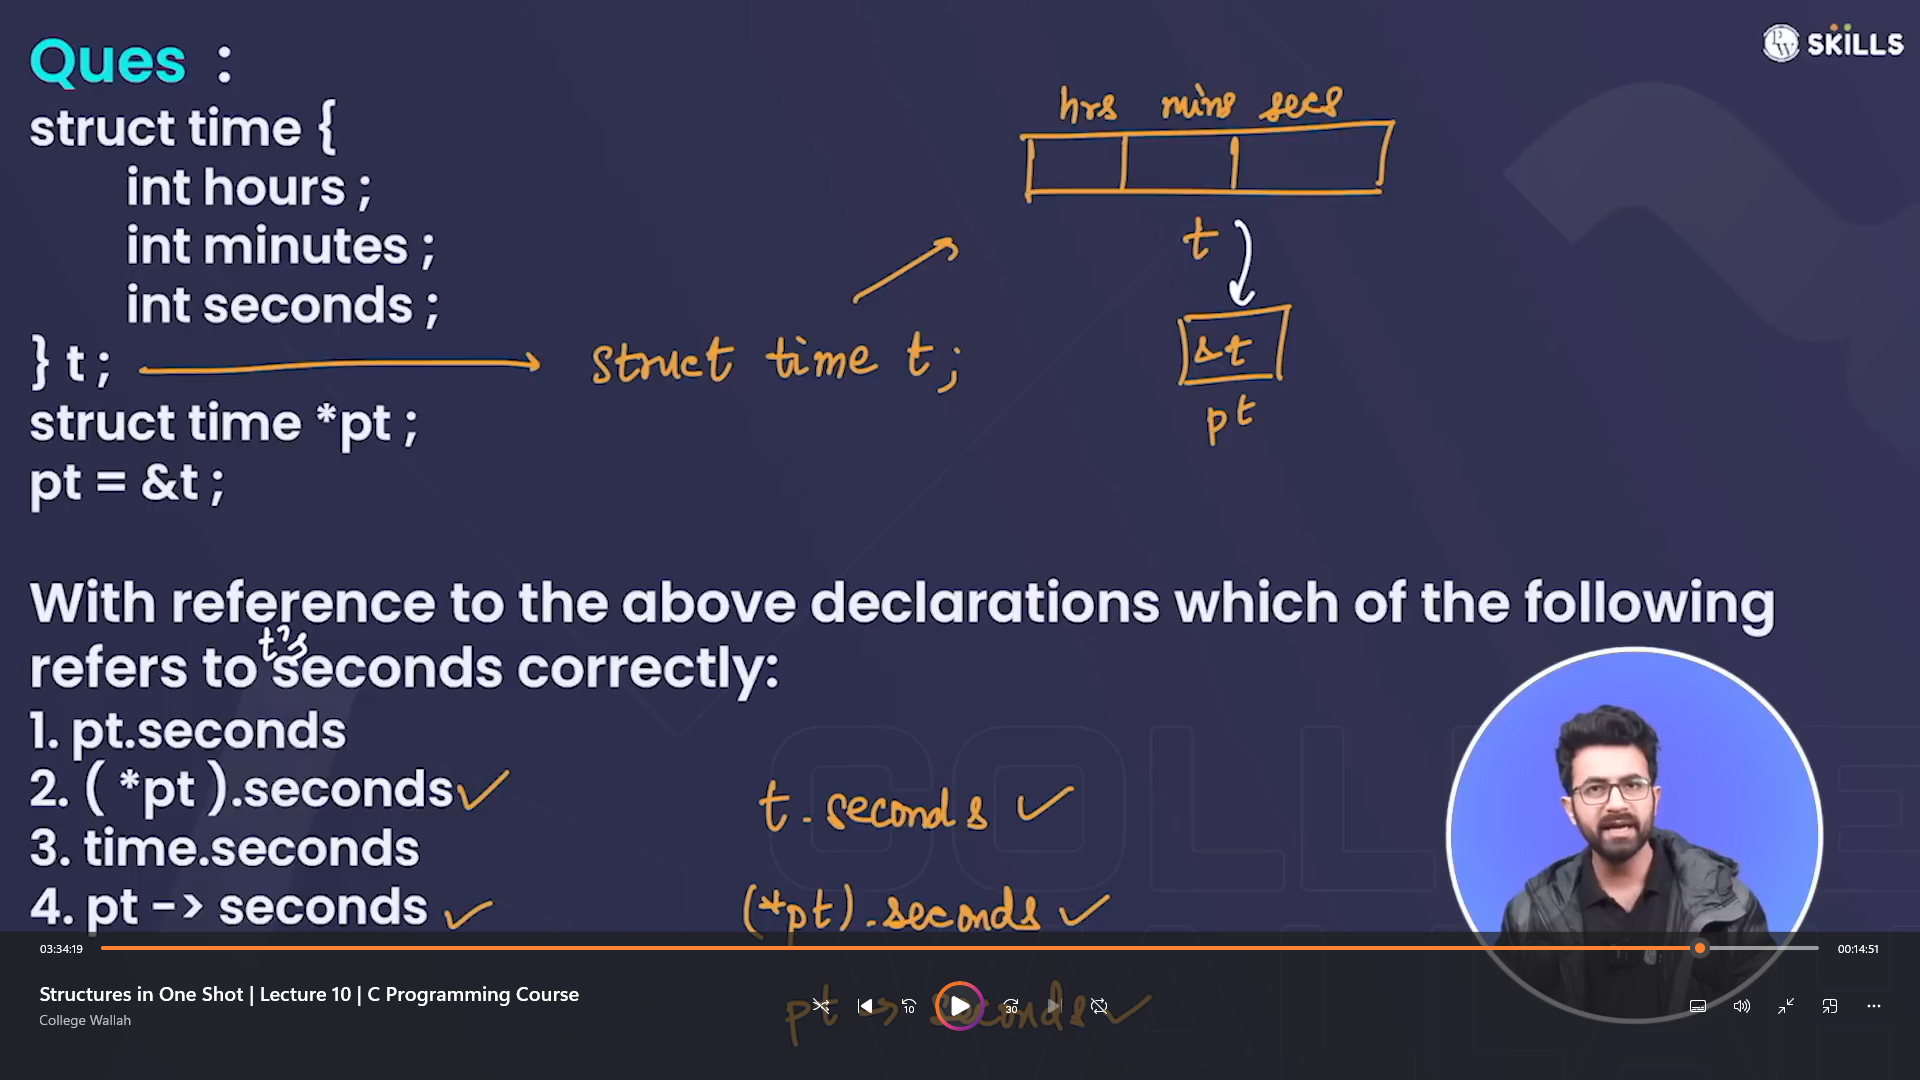 Ques :
PW SKILLS
struct time {
int hours ;
int minutes ;
int seconds ;
} t ;
struct time *pt ;
pt = &t ;
hrs mins secs
t
struct time t;
&t
pt
With reference to the above declarations which of the following
t's
refers to seconds correctly:
1. pt.seconds
2. ( *pt ).seconds ✓
3. time.seconds
4. pt -> seconds ✓
t. seconds ✓
(*pt).seconds ✓
pt -> seconds ✓
COLLEGE
WALLAH
03:34:19
00:14:51
Structures in One Shot | Lecture 10 | C Programming Course
College Wallah
10
30